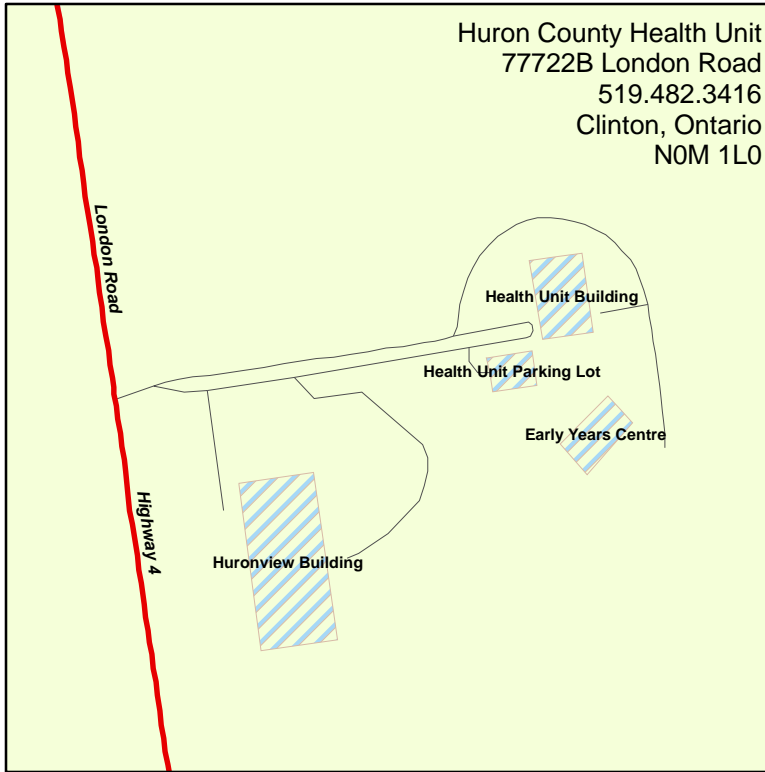 Huron County Health Unit
77722B London Road
519.482.3416
Clinton, Ontario
N0M 1L0
London Road
Health Unit Building
Health Unit Parking Lot
Early Years Centre
Highway 4
Huronview Building